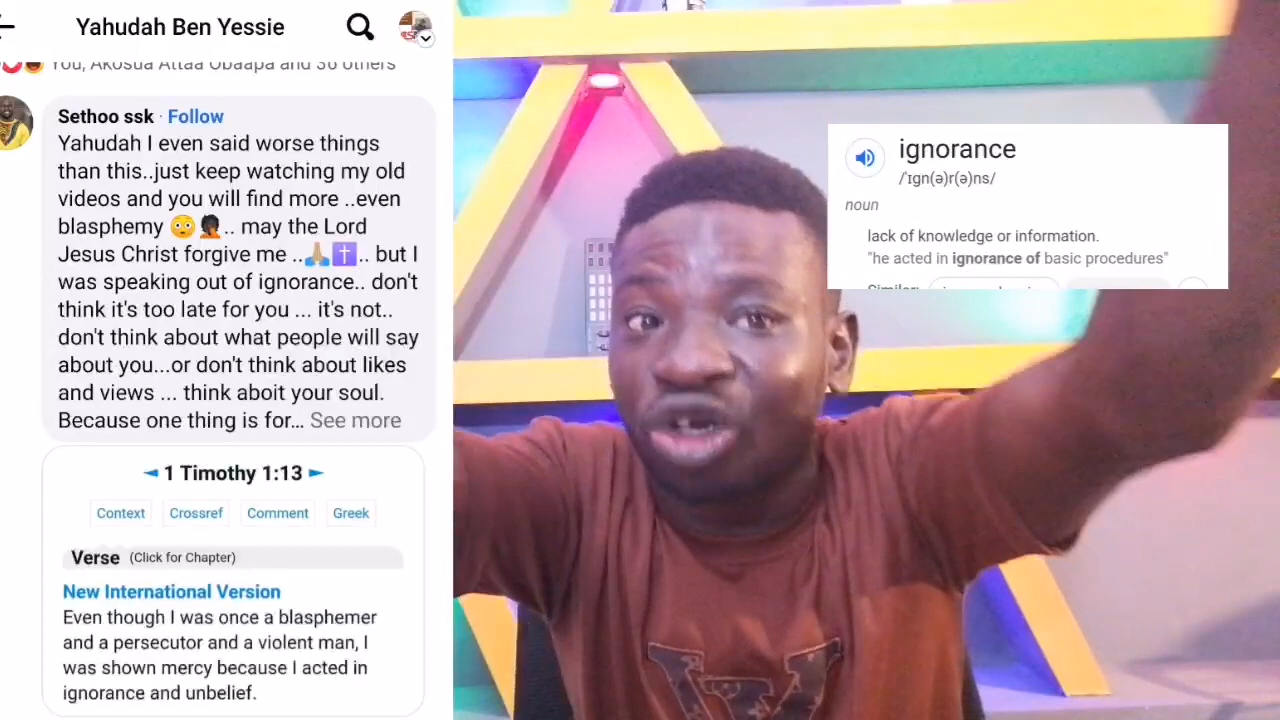 Yahudah Ben Yessie
You, Akosua Attaa Obaapa and 36 others
Sethoo ssk · Follow
Yahudah I even said worse things
than this..just keep watching my old
videos and you will find more ..even
blasphemy 😳🤦🏿.. may the Lord
Jesus Christ forgive me ..🙏🏼✝️.. but I
was speaking out of ignorance.. don't
think it's too late for you ... it's not..
don't think about what people will say
about you...or don't think about likes
and views ... think aboit your soul.
Because one thing is for... See more
◄ 1 Timothy 1:13 ►
Context Crossref Comment Greek
Verse (Click for Chapter)
New International Version
Even though I was once a blasphemer
and a persecutor and a violent man, I
was shown mercy because I acted in
ignorance and unbelief.
ignorance
/ˈɪɡn(ə)r(ə)ns/
noun
lack of knowledge or information.
"he acted in ignorance of basic procedures"